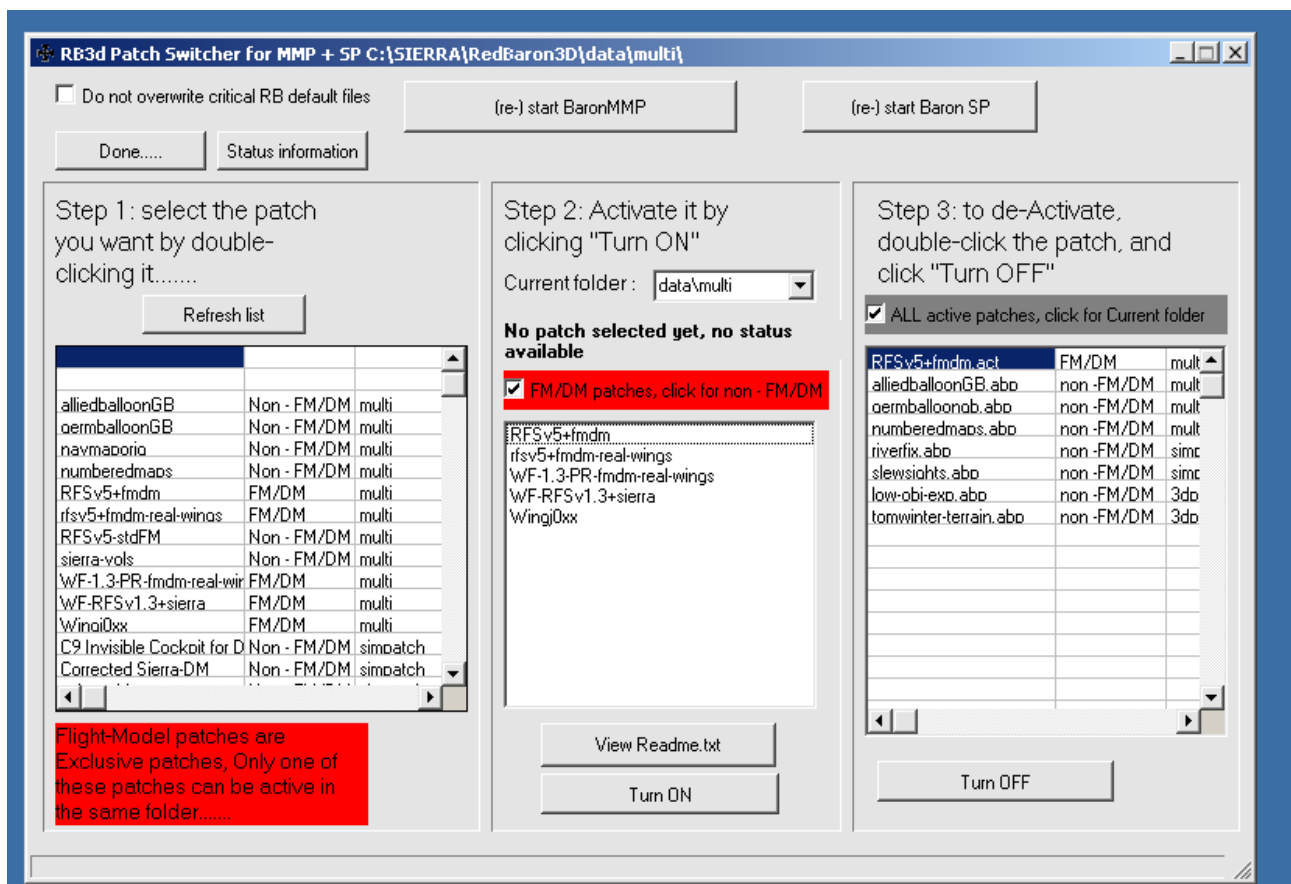 RB3d Patch Switcher for MMP + SP C:\SIERRA\RedBaron3D\data\multi\
Do not overwrite critical RB default files
(re-) start BaronMMP
(re-) start Baron SP
Done.....
Status information
Step 1: select the patch
you want by double-
clicking it.......
Refresh list
alliedballoonGB Non - FM/DM multi
germballoonGB Non - FM/DM multi
navmaporig Non - FM/DM multi
numberedmaps Non - FM/DM multi
RFSv5+fmdm FM/DM multi
rfsv5+fmdm-real-wings FM/DM multi
RFSv5-stdFM Non - FM/DM multi
sierra-vols Non - FM/DM multi
WF-1.3-PR-fmdm-real-wir FM/DM multi
WF-RFSv1.3+sierra FM/DM multi
Wingj0xx FM/DM multi
C9 Invisible Cockpit for D Non - FM/DM simpatch
Corrected Sierra-DM Non - FM/DM simpatch
Flight-Model patches are
Exclusive patches, Only one of
these patches can be active in
the same folder.......
Step 2: Activate it by
clicking "Turn ON"
Current folder : data\multi
No patch selected yet, no status
available
FM/DM patches, click for non - FM/DM
RFSv5+fmdm
rfsv5+fmdm-real-wings
WF-1.3-PR-fmdm-real-wings
WF-RFSv1.3+sierra
Wingj0xx
View Readme.txt
Turn ON
Step 3: to de-Activate,
double-click the patch, and
click "Turn OFF"
ALL active patches, click for Current folder
RFSv5+fmdm.act FM/DM mult
alliedballoonGB.abp non -FM/DM mult
germballoongb.abp non -FM/DM mult
numberedmaps.abp non -FM/DM mult
riverfix.abp non -FM/DM simp
slewsights.abp non -FM/DM simp
low-obj-exp.abp non -FM/DM 3dp
tomwinter-terrain.abp non -FM/DM 3dp
Turn OFF